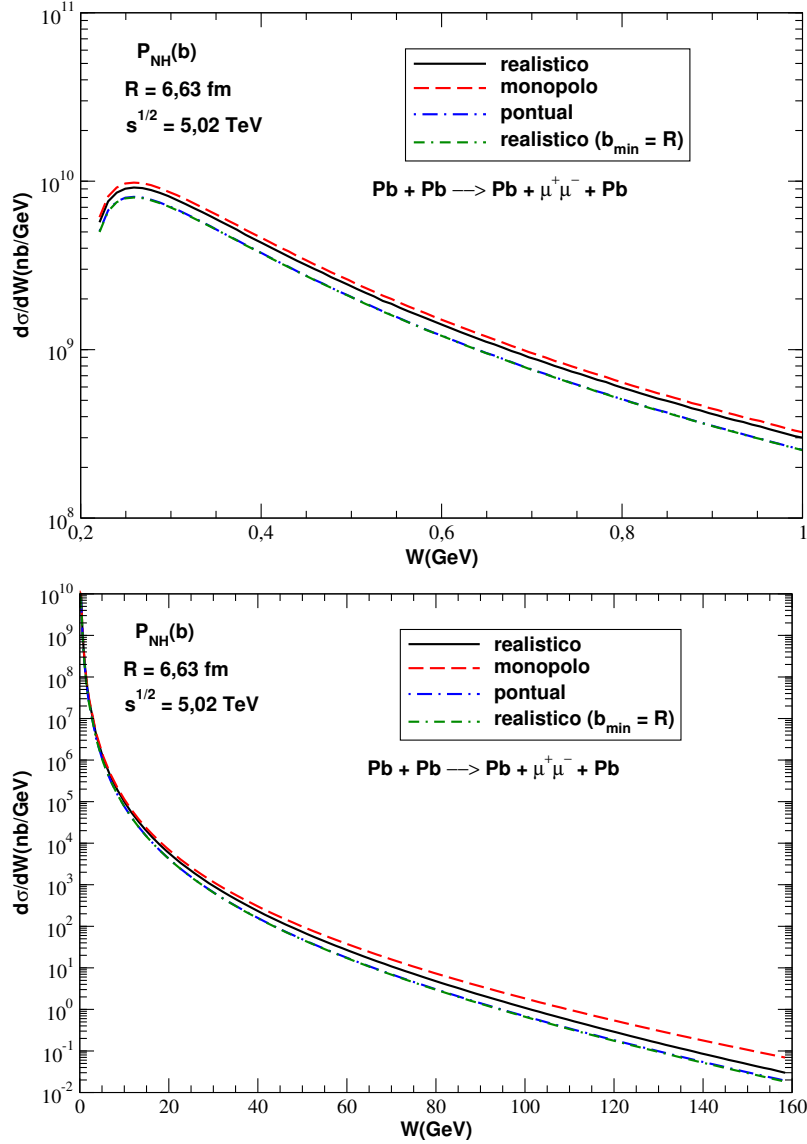 10^11
10^10
10^9
10^8
dσ/dW(nb/GeV)
P_NH(b)
R = 6,63 fm
s^1/2 = 5,02 TeV
realistico
monopolo
pontual
realistico (b_min = R)
Pb + Pb —> Pb + μ^+μ^- + Pb
0,2 0,4 0,6 0,8 1
W(GeV)
10^10
10^9
10^8
10^7
10^6
10^5
10^4
10^3
10^2
10^1
10^0
10^-1
10^-2
dσ/dW(nb/GeV)
P_NH(b)
R = 6,63 fm
s^1/2 = 5,02 TeV
realistico
monopolo
pontual
realistico (b_min = R)
Pb + Pb —> Pb + μ^+μ^- + Pb
0 20 40 60 80 100 120 140 160
W(GeV)